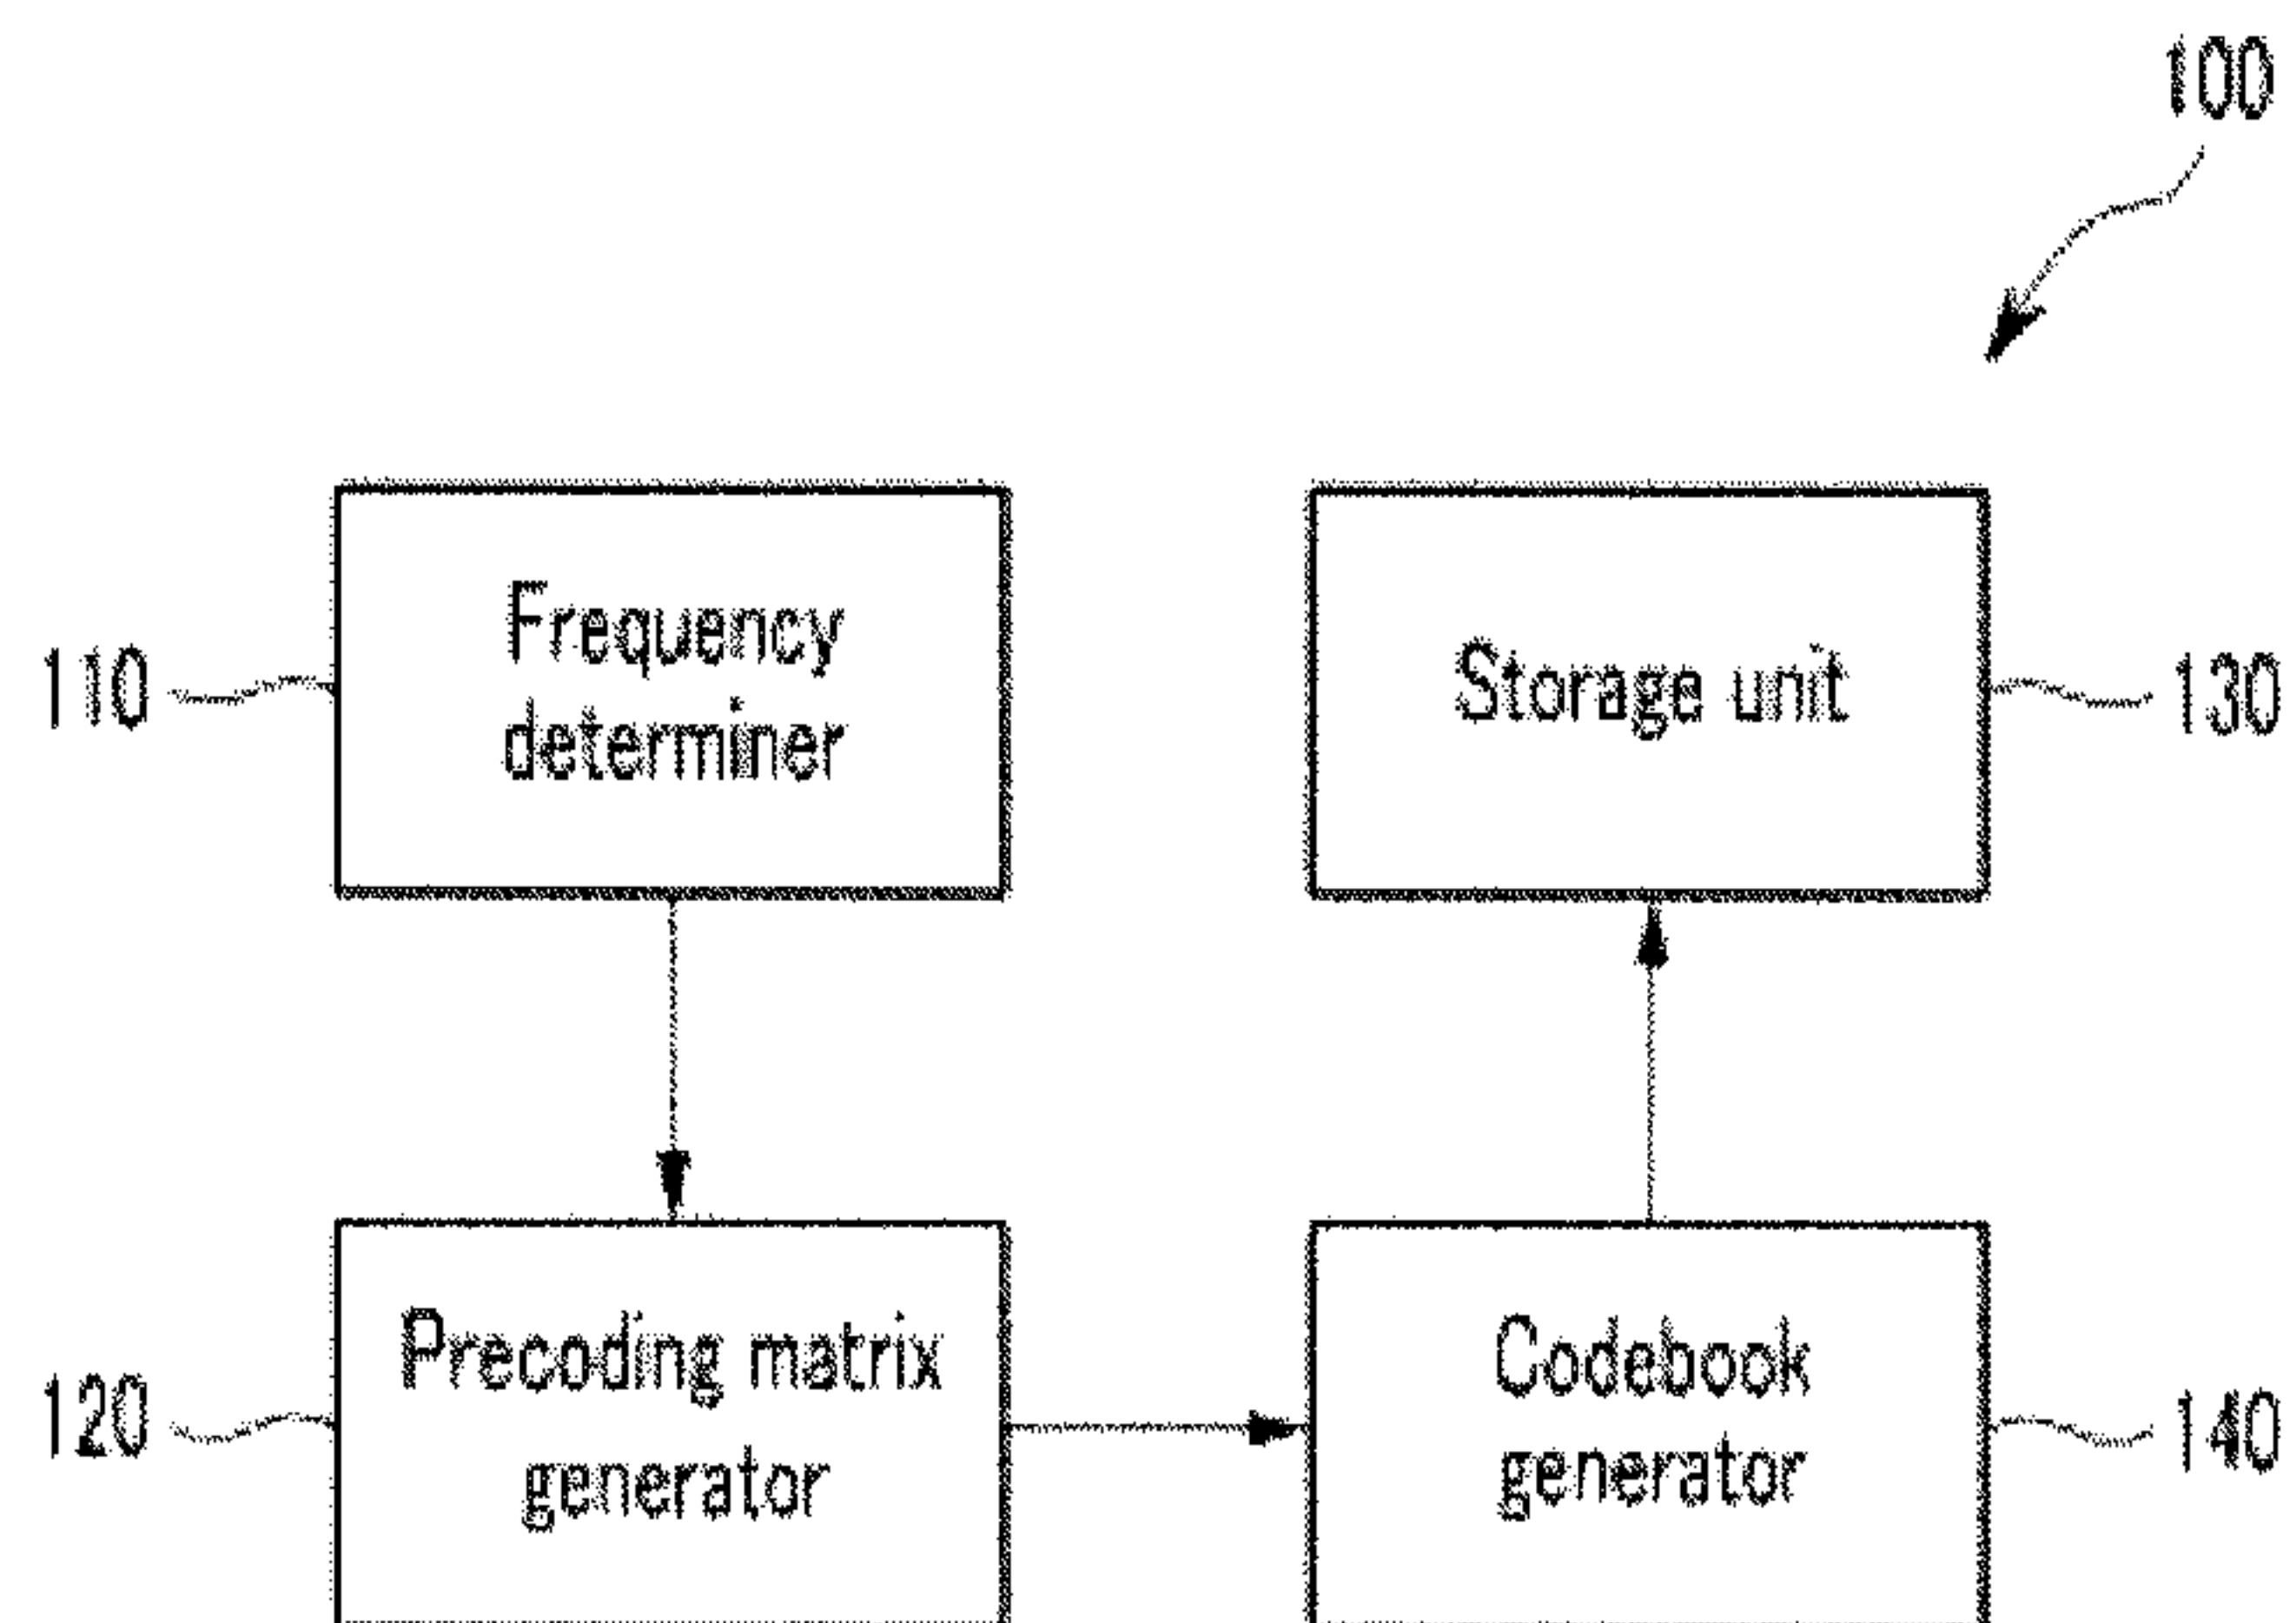 100
110
Frequency
determiner
Storage unit
130
120
Precoding matrix
generator
Codebook
generator
140